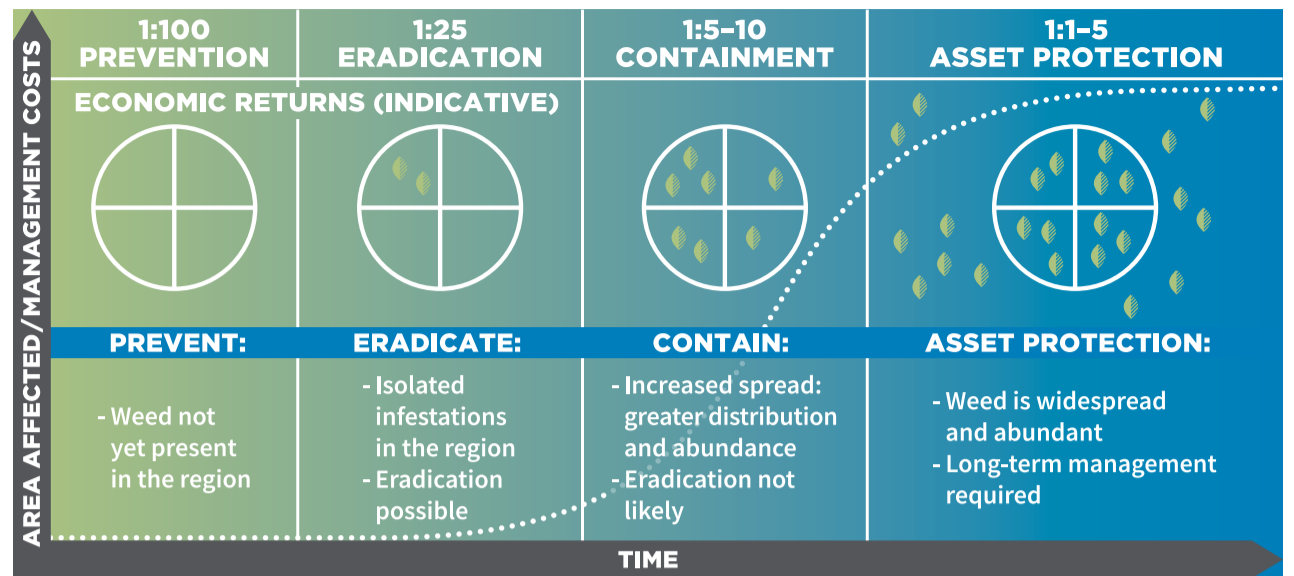 AREA AFFECTED/MANAGEMENT COSTS
1:100
PREVENTION
1:25
ERADICATION
1:5–10
CONTAINMENT
1:1–5
ASSET PROTECTION
ECONOMIC RETURNS (INDICATIVE)
PREVENT:
- Weed not
yet present
in the region
ERADICATE:
- Isolated
infestations
in the region
- Eradication
possible
CONTAIN:
- Increased spread:
greater distribution
and abundance
- Eradication not
likely
ASSET PROTECTION:
- Weed is widespread
and abundant
- Long-term management
required
TIME